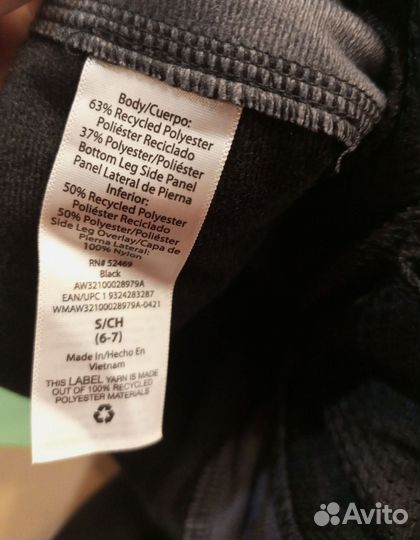 Body/Cuerpo:
63% Recycled Polyester
Poliéster Reciclado
37% Polyester/Poliéster
Bottom Leg Side Panel
Panel Lateral de Pierna
Inferior:
50% Recycled Polyester
Poliéster Reciclado
50% Polyester/Poliéster
Side Leg Overlay/Capa de
Pierna Lateral:
100% Nylon
RN# 52469
Black
AW32100028979A
EAN/UPC 1 9324283287
WMAW32100028979A-0421
S/CH
(6-7)
Made In/Hecho En
Vietnam
THIS LABEL YARN IS MADE
OUT OF 100% RECYCLED
POLYESTER MATERIALS
Avito